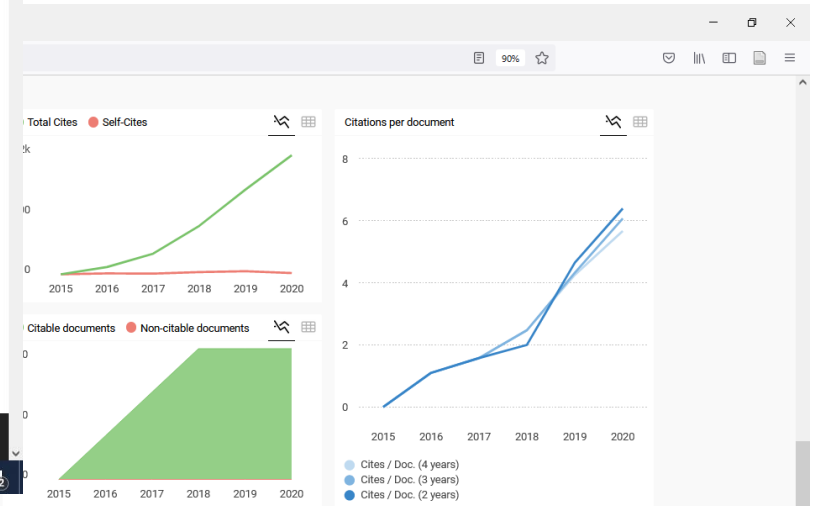 90%
Total Cites Self-Cites
2k
00
0
2015 2016 2017 2018 2019 2020
Citations per document
8
6
4
2
0
2015 2016 2017 2018 2019 2020
Cites / Doc. (4 years)
Cites / Doc. (3 years)
Cites / Doc. (2 years)
Citable documents Non-citable documents
0
0
0
2015 2016 2017 2018 2019 2020